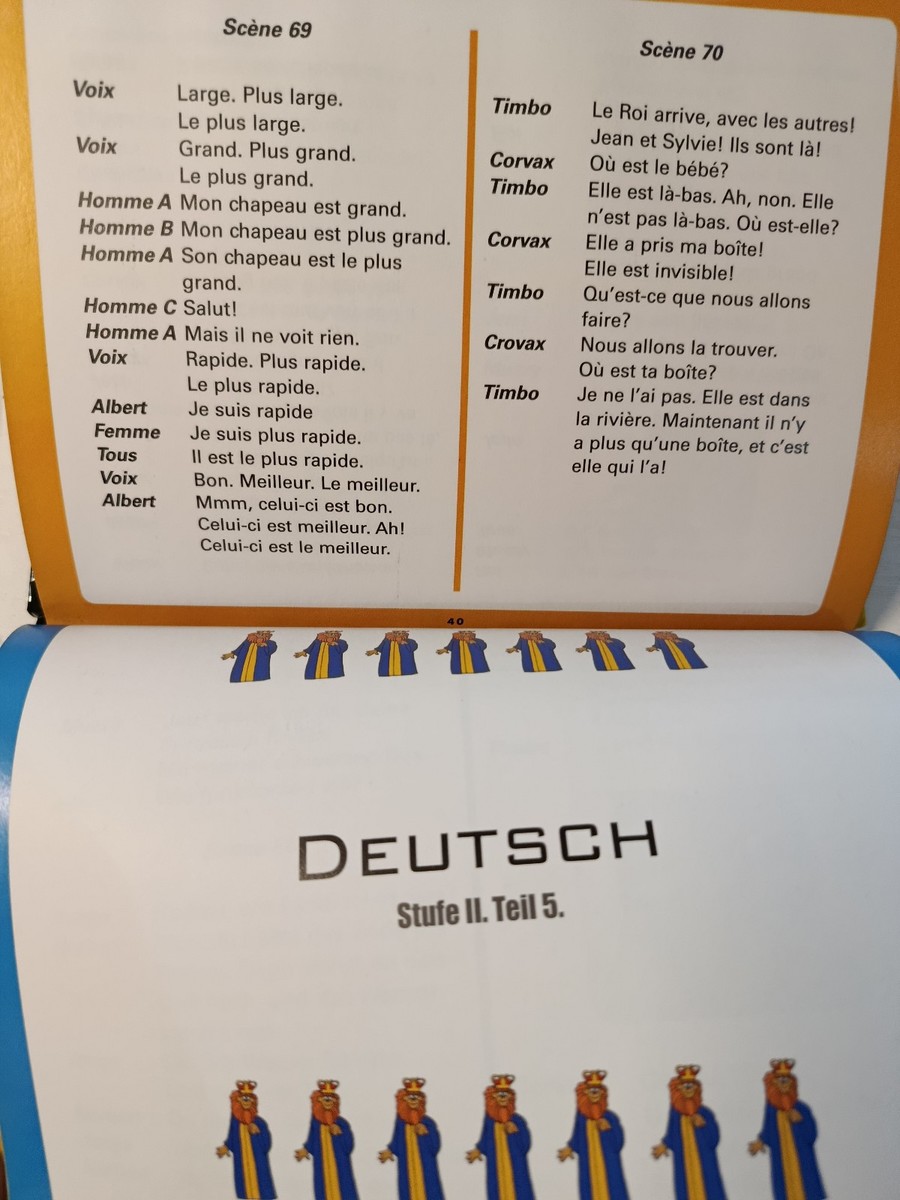 Scène 69
Voix Large. Plus large.
Le plus large.
Voix Grand. Plus grand.
Le plus grand.
Homme A Mon chapeau est grand.
Homme B Mon chapeau est plus grand.
Homme A Son chapeau est le plus
grand.
Homme C Salut!
Homme A Mais il ne voit rien.
Voix Rapide. Plus rapide.
Le plus rapide.
Albert Je suis rapide
Femme Je suis plus rapide.
Tous Il est le plus rapide.
Voix Bon. Meilleur. Le meilleur.
Albert Mmm, celui-ci est bon.
Celui-ci est meilleur. Ah!
Celui-ci est le meilleur.
Scène 70
Timbo Le Roi arrive, avec les autres!
Jean et Sylvie! Ils sont là!
Corvax Où est le bébé?
Timbo Elle est là-bas. Ah, non. Elle
n'est pas là-bas. Où est-elle?
Corvax Elle a pris ma boîte!
Elle est invisible!
Timbo Qu'est-ce que nous allons
faire?
Crovax Nous allons la trouver.
Où est ta boîte?
Timbo Je ne l'ai pas. Elle est dans
la rivière. Maintenant il n'y
a plus qu'une boîte, et c'est
elle qui l'a!
40
DEUTSCH
Stufe II. Teil 5.